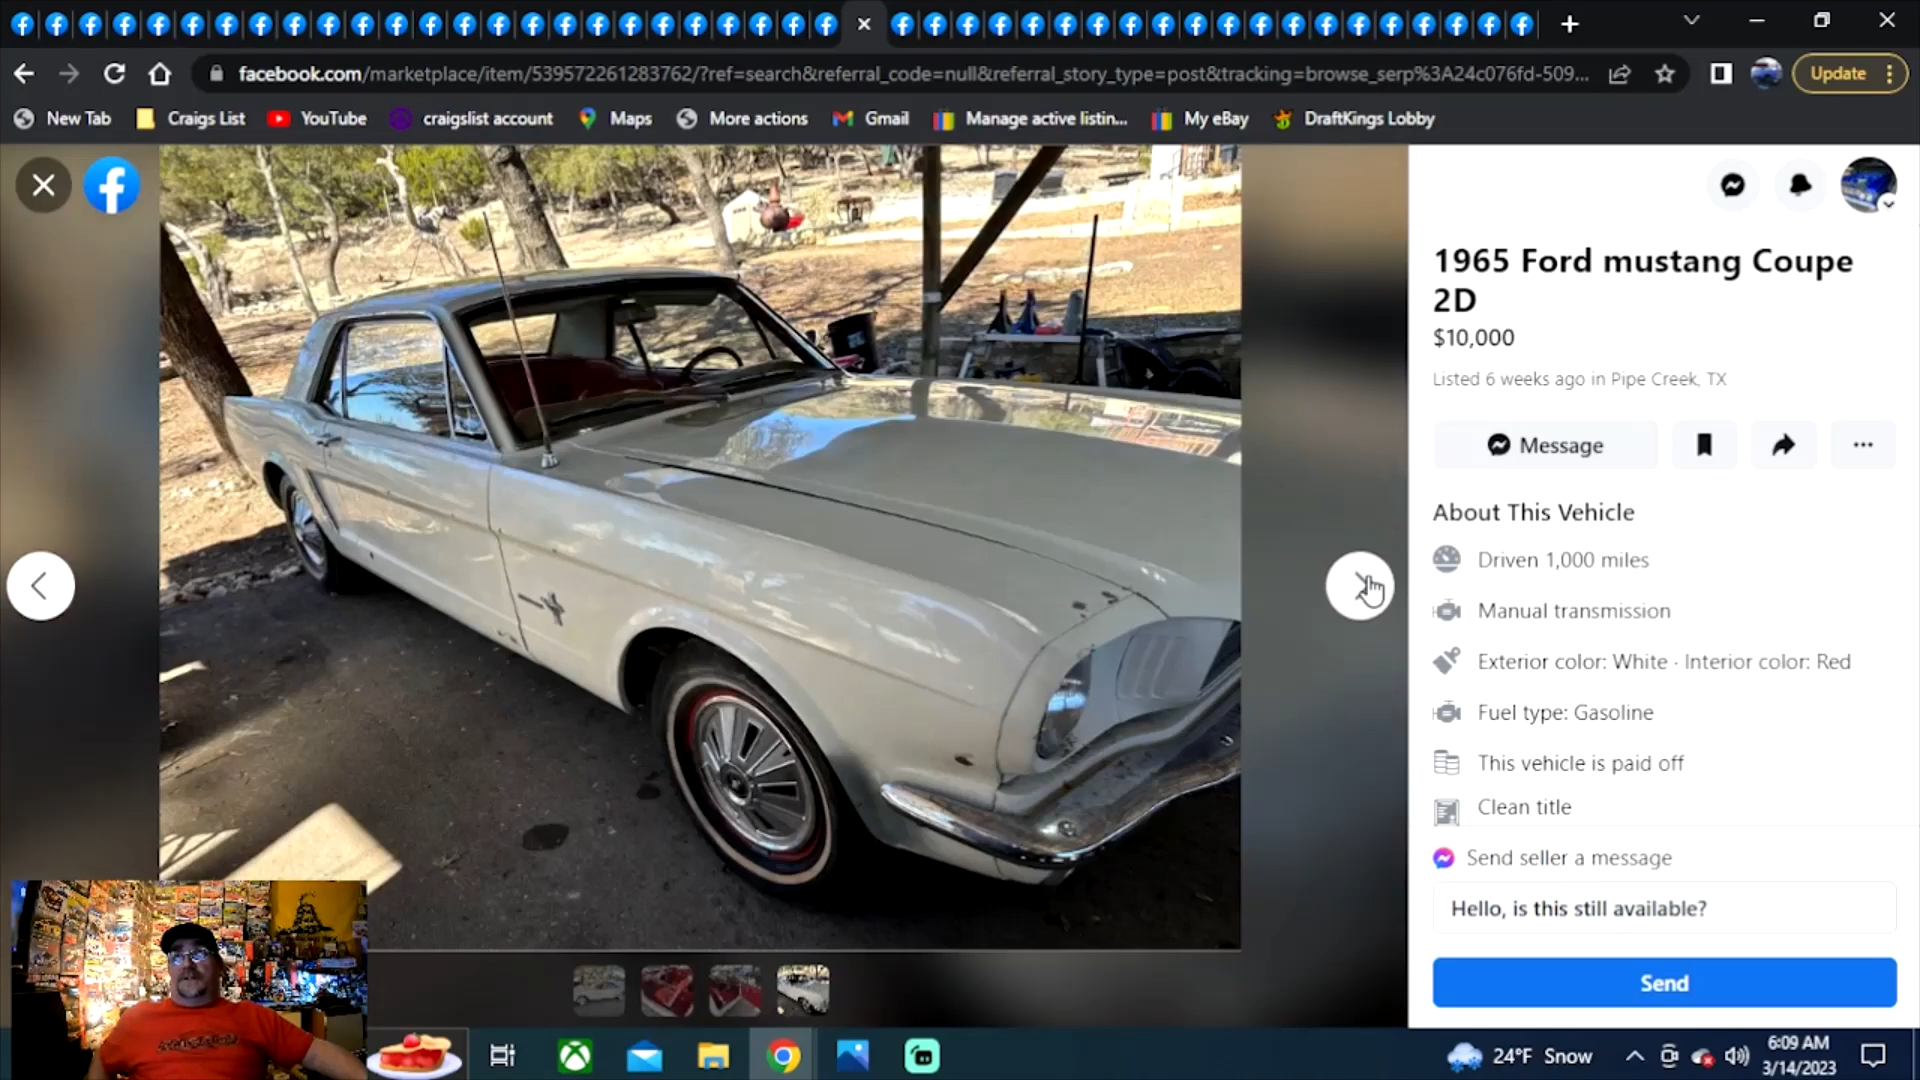 facebook.com/marketplace/item/539572261283762/?ref=search&referral_code=null&referral_story_type=post&tracking=browse_serp%3A24c076fd-509...
Update
New Tab
Craigs List
YouTube
craigslist account
Maps
More actions
Gmail
Manage active listin...
My eBay
DraftKings Lobby
1965 Ford mustang Coupe
2D
$10,000
Listed 6 weeks ago in Pipe Creek, TX
Message
About This Vehicle
Driven 1,000 miles
Manual transmission
Exterior color: White · Interior color: Red
Fuel type: Gasoline
This vehicle is paid off
Clean title
Send seller a message
Hello, is this still available?
Send
24°F Snow
6:09 AM
3/14/2023